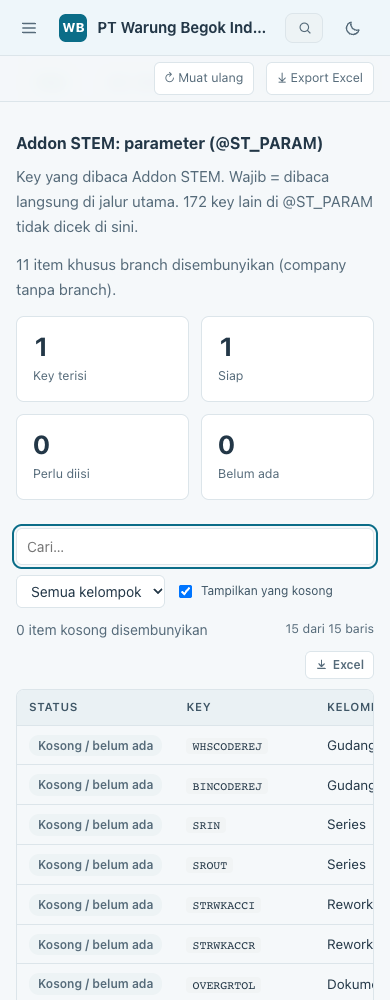 WB PT Warung Begok Ind...
Muat ulang Export Excel
Addon STEM: parameter (@ST_PARAM)
Key yang dibaca Addon STEM. Wajib = dibaca
langsung di jalur utama. 172 key lain di @ST_PARAM
tidak dicek di sini.
11 item khusus branch disembunyikan (company
tanpa branch).
1 1
Key terisi Siap
0 0
Perlu diisi Belum ada
Cari...
Semua kelompok Tampilkan yang kosong
0 item kosong disembunyikan 15 dari 15 baris
Excel
STATUS KEY KELOM
Kosong / belum ada WHSCODEREJ Gudang
Kosong / belum ada BINCODEREJ Gudang
Kosong / belum ada SRIN Series
Kosong / belum ada SROUT Series
Kosong / belum ada STRWKACCI Rework
Kosong / belum ada STRWKACCR Rework
Kosong / belum ada OVERGRTOL Dokum